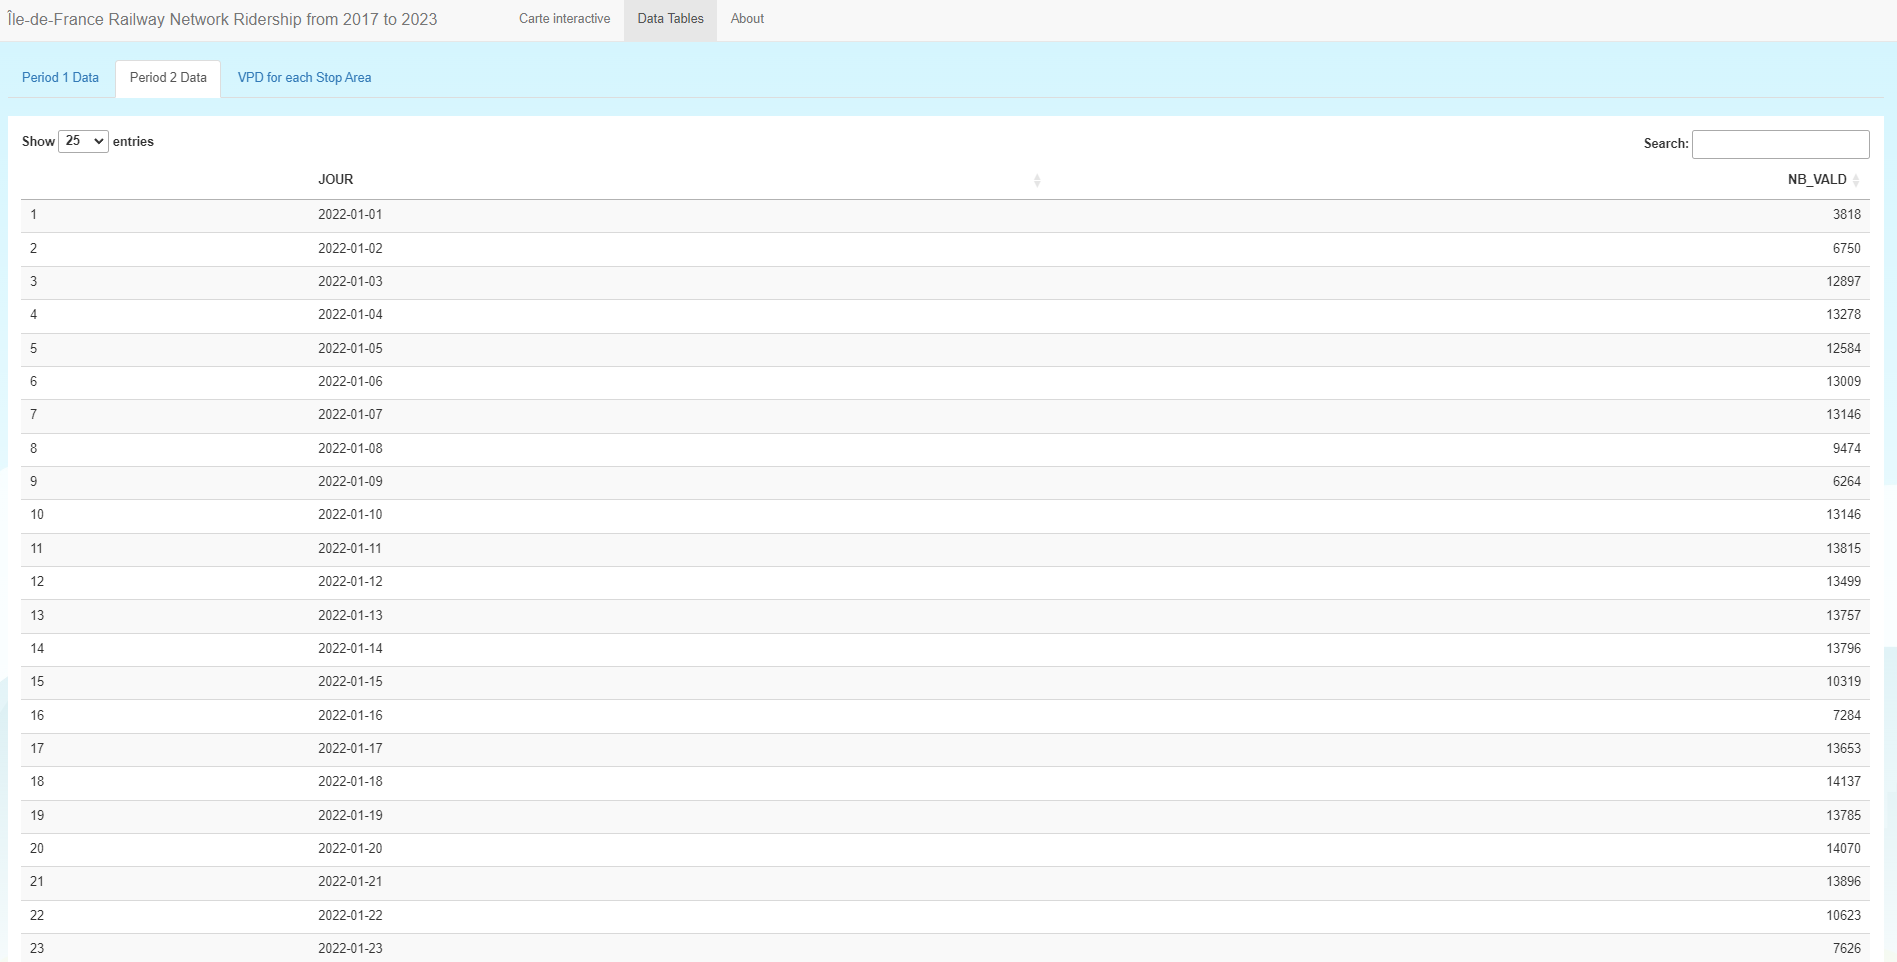 Île-de-France Railway Network Ridership from 2017 to 2023 Carte interactive Data Tables About
Period 1 Data Period 2 Data VPD for each Stop Area
Show 25 entries Search:
JOUR NB_VALD
1 2022-01-01 3818
2 2022-01-02 6750
3 2022-01-03 12897
4 2022-01-04 13278
5 2022-01-05 12584
6 2022-01-06 13009
7 2022-01-07 13146
8 2022-01-08 9474
9 2022-01-09 6264
10 2022-01-10 13146
11 2022-01-11 13815
12 2022-01-12 13499
13 2022-01-13 13757
14 2022-01-14 13796
15 2022-01-15 10319
16 2022-01-16 7284
17 2022-01-17 13653
18 2022-01-18 14137
19 2022-01-19 13785
20 2022-01-20 14070
21 2022-01-21 13896
22 2022-01-22 10623
23 2022-01-23 7626